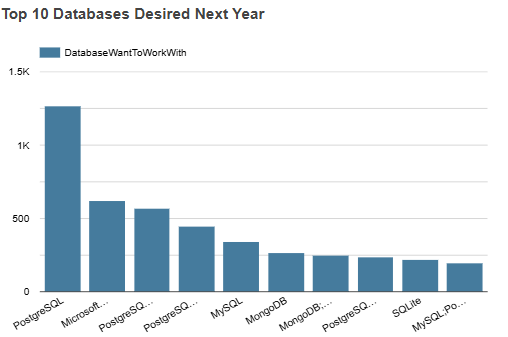 Top 10 Databases Desired Next Year
DatabaseWantToWorkWith
1.5K
1K
500
0
PostgreSQL
Microsoft...
PostgreSQ...
PostgreSQ...
MySQL
MongoDB
MongoDB;...
PostgreSQ...
SQLite
MySQL;Po...